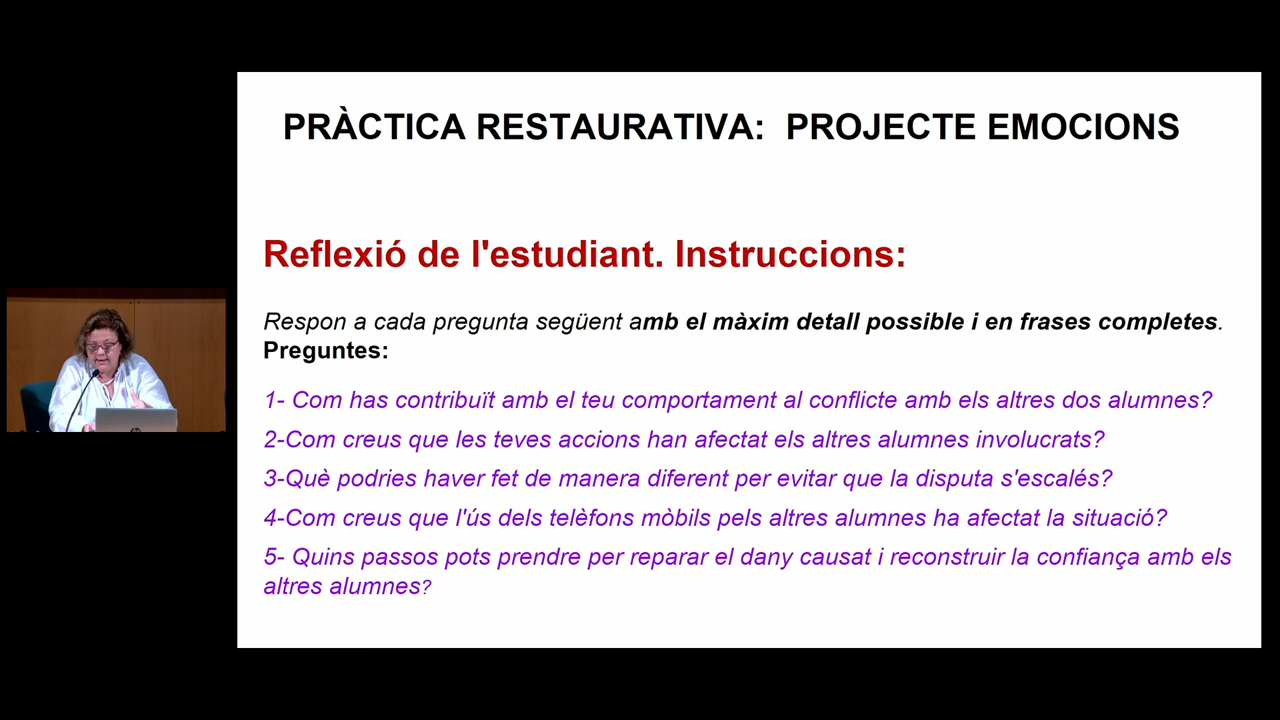 PRÀCTICA RESTAURATIVA: PROJECTE EMOCIONS
Reflexió de l'estudiant. Instruccions:
Respon a cada pregunta següent amb el màxim detall possible i en frases completes.
Preguntes:
1- Com has contribuït amb el teu comportament al conflicte amb els altres dos alumnes?
2-Com creus que les teves accions han afectat els altres alumnes involucrats?
3-Què podries haver fet de manera diferent per evitar que la disputa s'escalés?
4-Com creus que l'ús dels telèfons mòbils pels altres alumnes ha afectat la situació?
5- Quins passos pots prendre per reparar el dany causat i reconstruir la confiança amb els
altres alumnes?